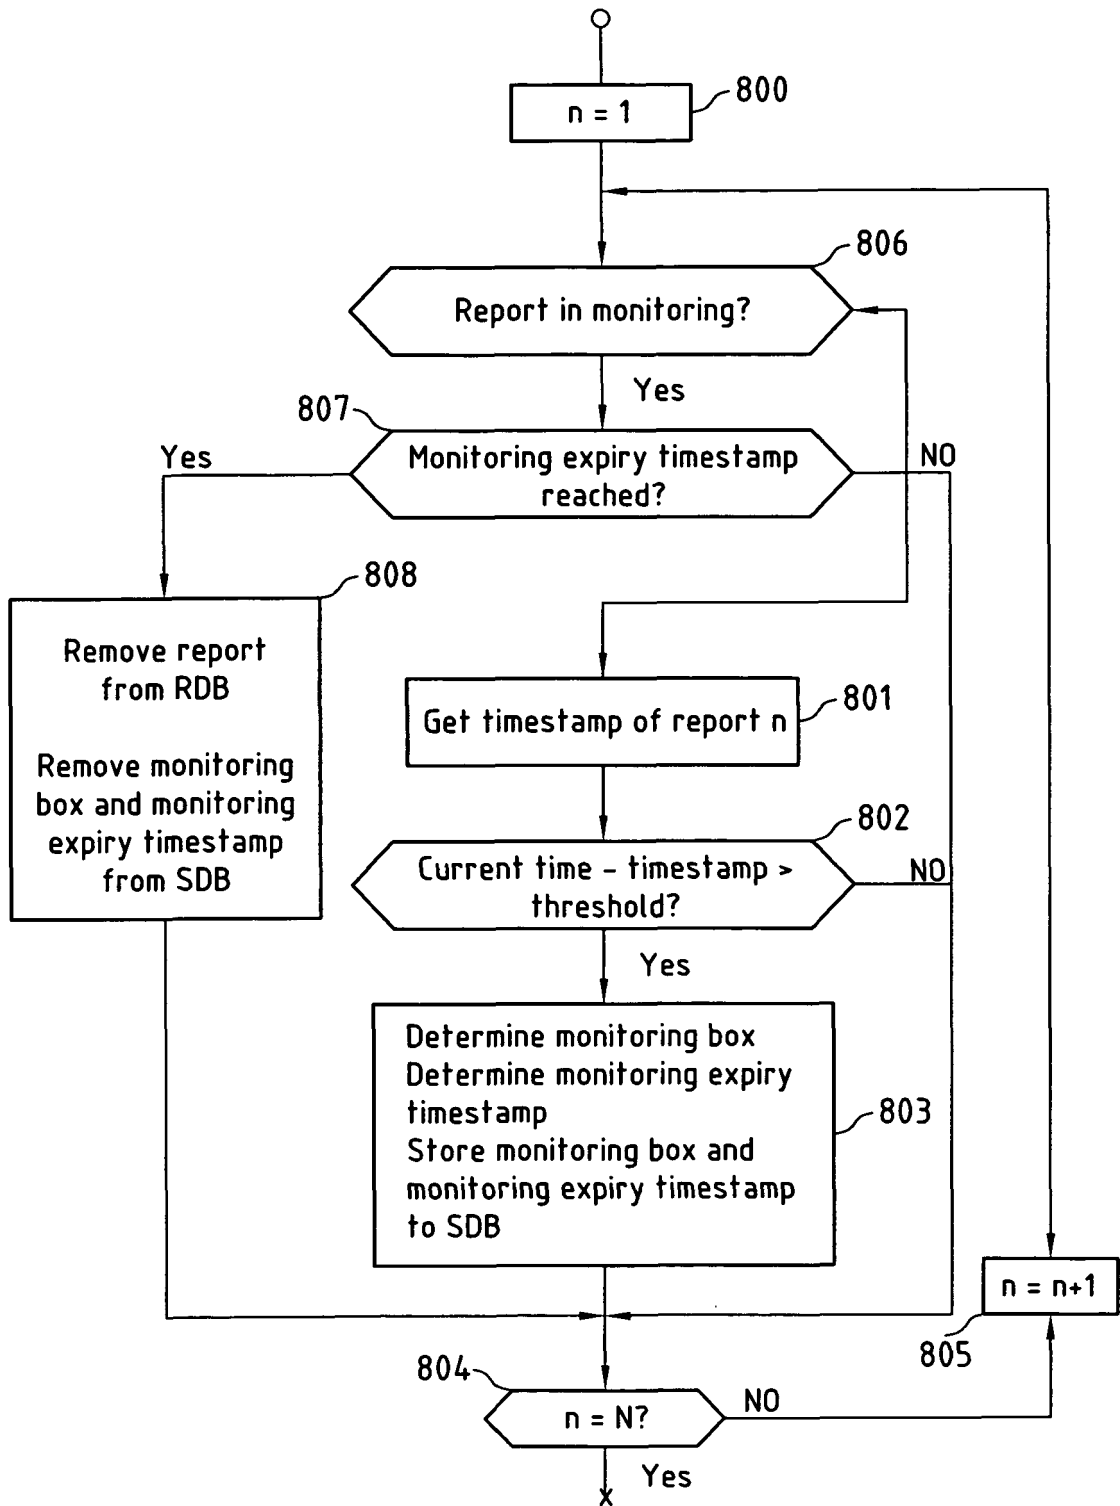 800
n = 1
806
Report in monitoring?
Yes
807
Yes
Monitoring expiry timestamp
reached?
NO
808
Remove report
from RDB
Remove monitoring
box and monitoring
expiry timestamp
from SDB
801
Get timestamp of report n
802
Current time - timestamp >
threshold?
NO
Yes
Determine monitoring box
Determine monitoring expiry
timestamp
Store monitoring box and
monitoring expiry timestamp
to SDB
803
n = n+1
805
804
n = N?
NO
Yes
x